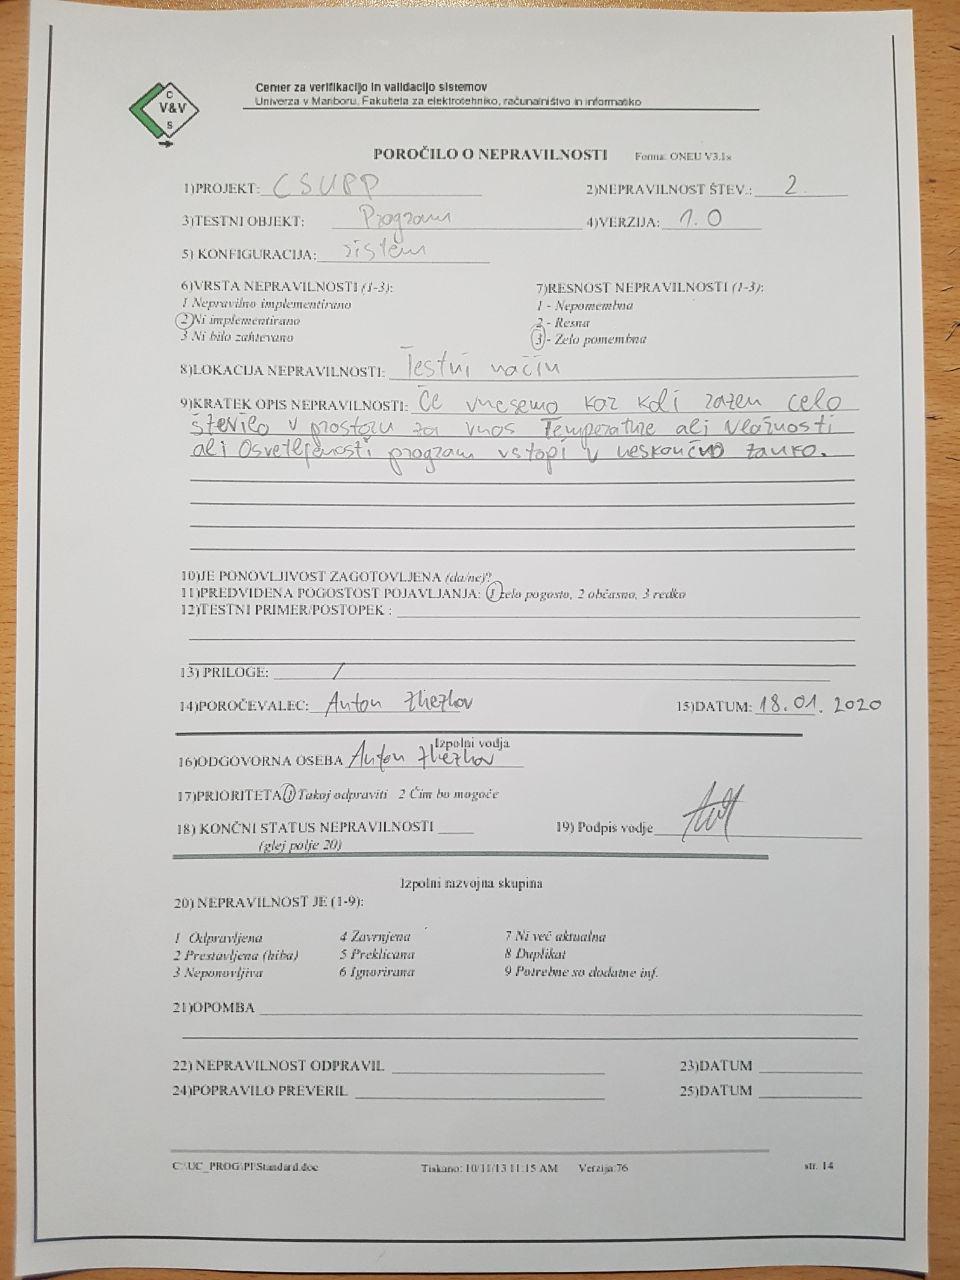 C
V&V
S
Center za verifikacijo in validacijo sistemov
Univerza v Mariboru, Fakulteta za elektrotehniko, računalništvo in informatiko
POROČILO O NEPRAVILNOSTI Forma: ONEU V3.1s
1)PROJEKT: CSUPP 2)NEPRAVILNOST ŠTEV.: 2
3)TESTNI OBJEKT: Program 4)VERZIJA: 1.0
5) KONFIGURACIJA: sistem
6)VRSTA NEPRAVILNOSTI (1-3): 7)RESNOST NEPRAVILNOSTI (1-3):
1 Nepravilno implementirano 1 - Nepomembna
2 Ni implementirano 2 - Resna
3 Ni bilo zahtevano 3 - Zelo pomembna
8)LOKACIJA NEPRAVILNOSTI: Testni način
9)KRATEK OPIS NEPRAVILNOSTI: Če vnesemo kar koli razen celo
število v prostoru za vnos Temperature ali Vlažnosti
ali Osvetljenosti program vstopi v neskončno zanko.
10)JE PONOVLJIVOST ZAGOTOVLJENA (da/ne)?
11)PREDVIDENA POGOSTOST POJAVLJANJA: 1 zelo pogosto, 2 občasno, 3 redko
12)TESTNI PRIMER/POSTOPEK :
13) PRILOGE: /
14)POROČEVALEC: Anton 15)DATUM: 18.01.2020
Izpolni vodja
16)ODGOVORNA OSEBA Anton
17)PRIORITETA 1 Takoj odpraviti 2 Čim bo mogoče
18) KONČNI STATUS NEPRAVILNOSTI 19) Podpis vodje
(glej polje 20)
Izpolni razvojna skupina
20) NEPRAVILNOST JE (1-9):
1 Odpravljena 4 Zavrnjena 7 Ni več aktualna
2 Prestavljena (hiba) 5 Preklicana 8 Duplikat
3 Neponovljiva 6 Ignorirana 9 Potrebne so dodatne inf.
21)OPOMBA
22) NEPRAVILNOST ODPRAVIL 23)DATUM
24)POPRAVILO PREVERIL 25)DATUM
C:\UC_PROG\PI\Standard.doc Tiskano: 10/11/13 11:15 AM Verzija:76 str. 14